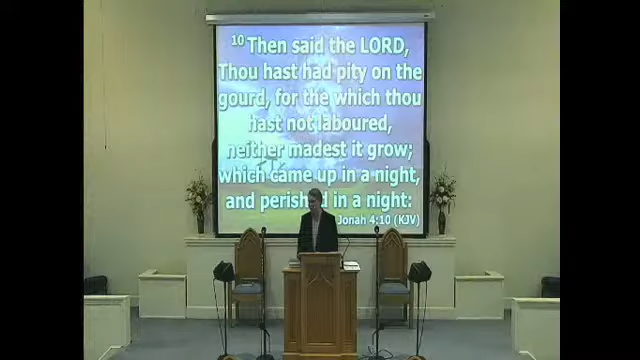 10 Then said the LORD,
Thou hast had pity on the
gourd, for the which thou
hast not laboured,
neither madest it grow;
which came up in a night,
and perished in a night:
Jonah 4:10 (KJV)